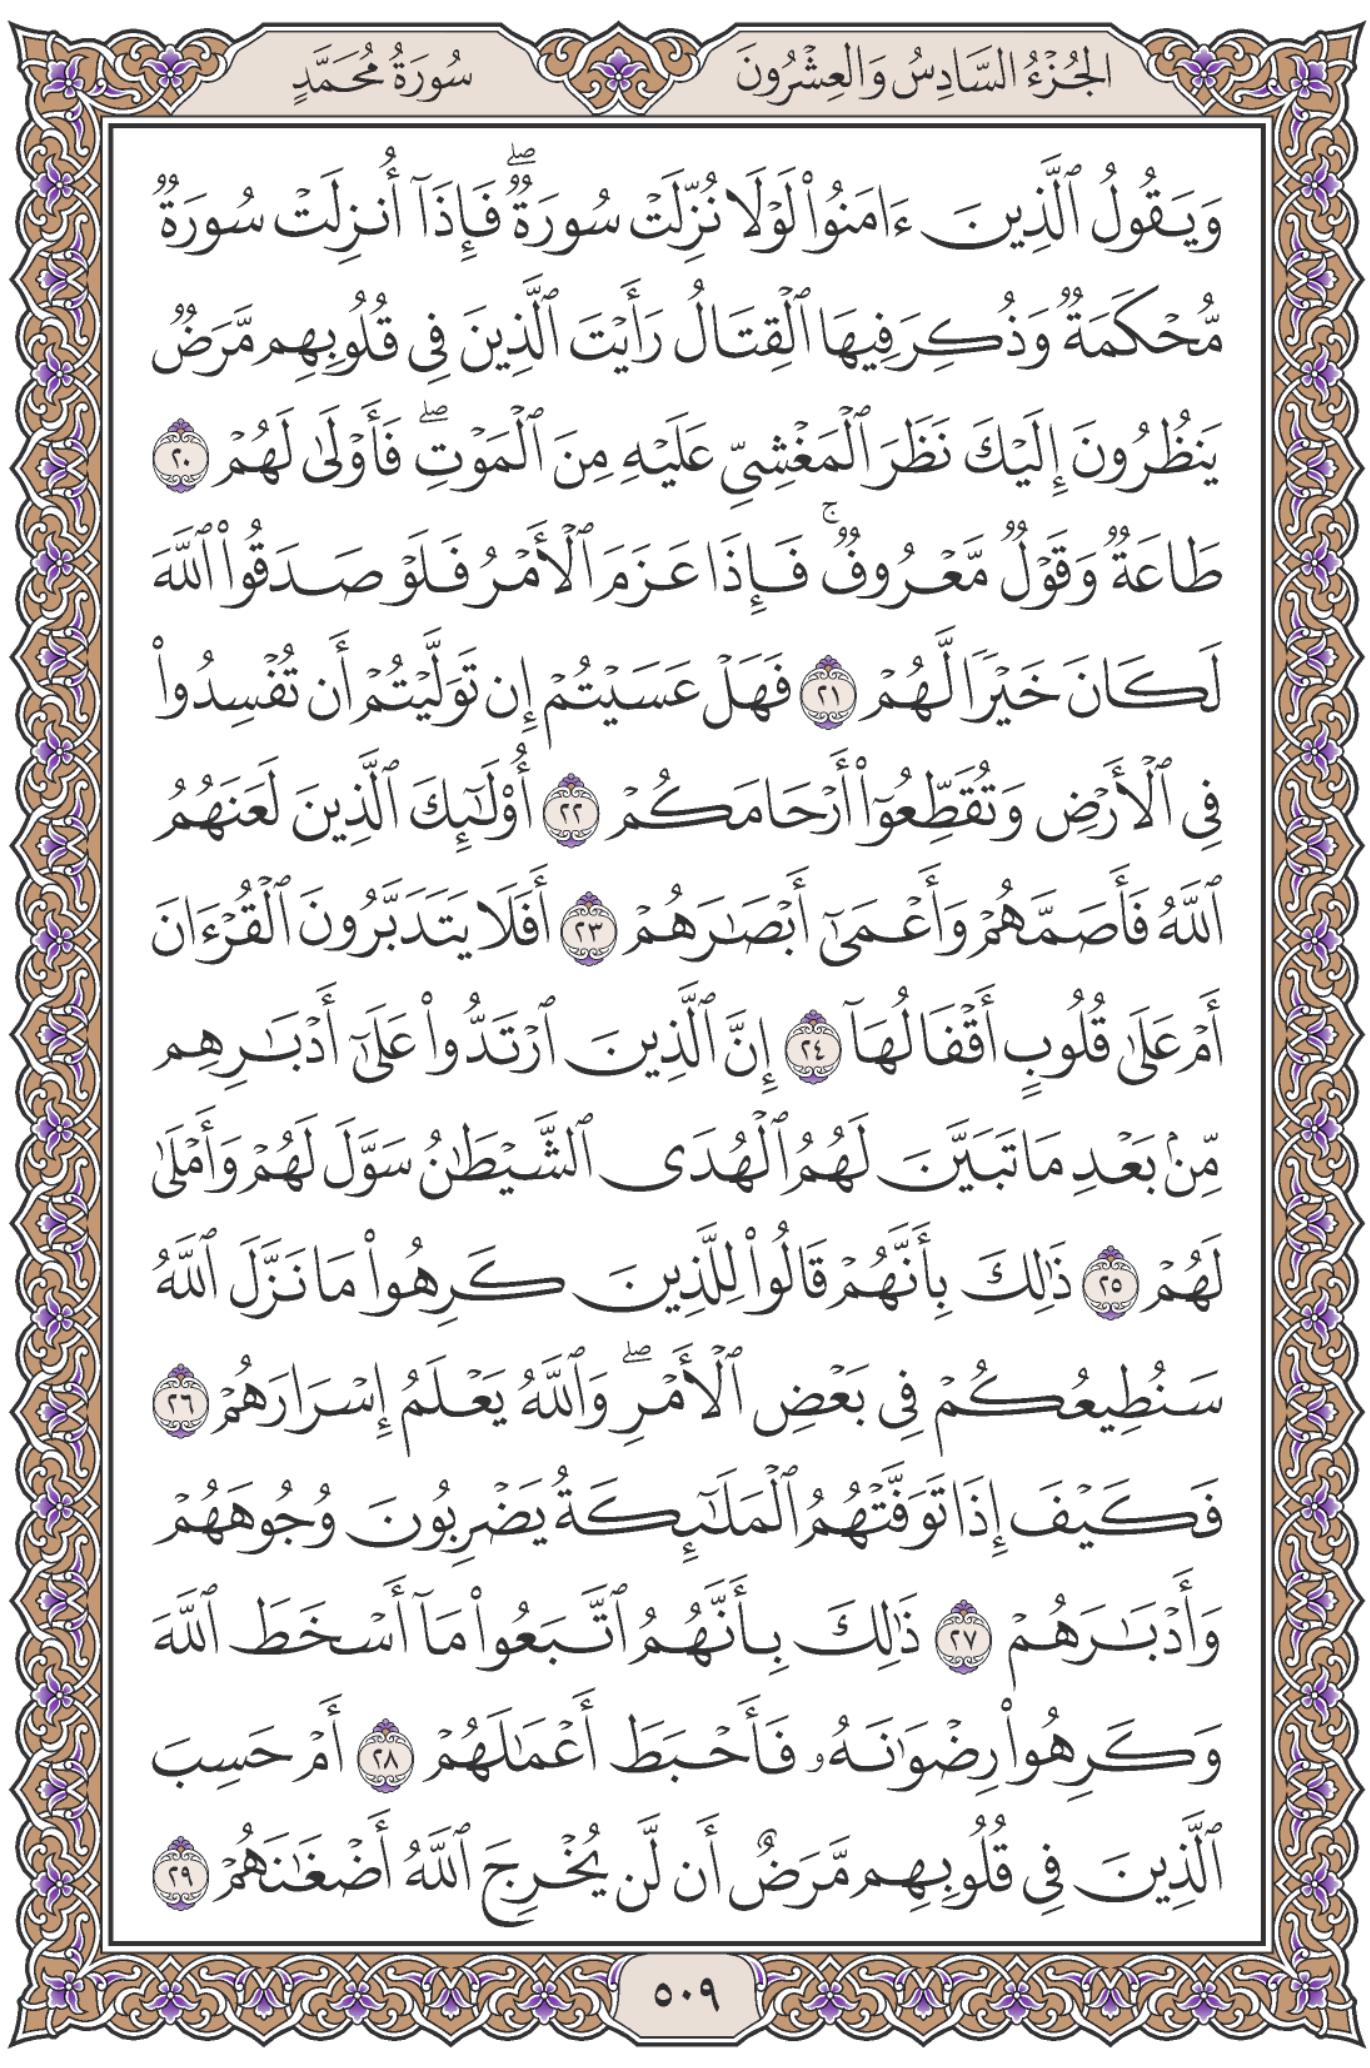 الجُزْءُ السَّادِسُ وَالعِشْرُونَ
سُورَةُ مُحَمَّدٍ
وَيَقُولُ ٱلَّذِينَ ءَامَنُوا۟ لَوْلَا نُزِّلَتْ سُورَةٌ ۖ فَإِذَآ أُنزِلَتْ سُورَةٌ
مُّحْكَمَةٌ وَذُكِرَ فِيهَا ٱلْقِتَالُ رَأَيْتَ ٱلَّذِينَ فِى قُلُوبِهِم مَّرَضٌ
يَنظُرُونَ إِلَيْكَ نَظَرَ ٱلْمَغْشِىِّ عَلَيْهِ مِنَ ٱلْمَوْتِ ۖ فَأَوْلَىٰ لَهُمْ ٢٠
طَاعَةٌ وَقَوْلٌ مَّعْرُوفٌ ۚ فَإِذَا عَزَمَ ٱلْأَمْرُ فَلَوْ صَدَقُوا۟ ٱللَّهَ
لَكَانَ خَيْرًا لَّهُمْ ٢١ فَهَلْ عَسَيْتُمْ إِن تَوَلَّيْتُمْ أَن تُفْسِدُوا۟
فِى ٱلْأَرْضِ وَتُقَطِّعُوٓا۟ أَرْحَامَكُمْ ٢٢ أُو۟لَـٰٓئِكَ ٱلَّذِينَ لَعَنَهُمُ
ٱللَّهُ فَأَصَمَّهُمْ وَأَعْمَىٰٓ أَبْصَـٰرَهُمْ ٢٣ أَفَلَا يَتَدَبَّرُونَ ٱلْقُرْءَانَ
أَمْ عَلَىٰ قُلُوبٍ أَقْفَالُهَآ ٢٤ إِنَّ ٱلَّذِينَ ٱرْتَدُّوا۟ عَلَىٰٓ أَدْبَـٰرِهِم
مِّنۢ بَعْدِ مَا تَبَيَّنَ لَهُمُ ٱلْهُدَى ٱلشَّيْطَـٰنُ سَوَّلَ لَهُمْ وَأَمْلَىٰ
لَهُمْ ٢٥ ذَٰلِكَ بِأَنَّهُمْ قَالُوا۟ لِلَّذِينَ كَرِهُوا۟ مَا نَزَّلَ ٱللَّهُ
سَنُطِيعُكُمْ فِى بَعْضِ ٱلْأَمْرِ ۖ وَٱللَّهُ يَعْلَمُ إِسْرَارَهُمْ ٢٦
فَكَيْفَ إِذَا تَوَفَّتْهُمُ ٱلْمَلَـٰٓئِكَةُ يَضْرِبُونَ وُجُوهَهُمْ
وَأَدْبَـٰرَهُمْ ٢٧ ذَٰلِكَ بِأَنَّهُمُ ٱتَّبَعُوا۟ مَآ أَسْخَطَ ٱللَّهَ
وَكَرِهُوا۟ رِضْوَٰنَهُۥ فَأَحْبَطَ أَعْمَـٰلَهُمْ ٢٨ أَمْ حَسِبَ
ٱلَّذِينَ فِى قُلُوبِهِم مَّرَضٌ أَن لَّن يُخْرِجَ ٱللَّهُ أَضْغَـٰنَهُمْ ٢٩
٥٠٩